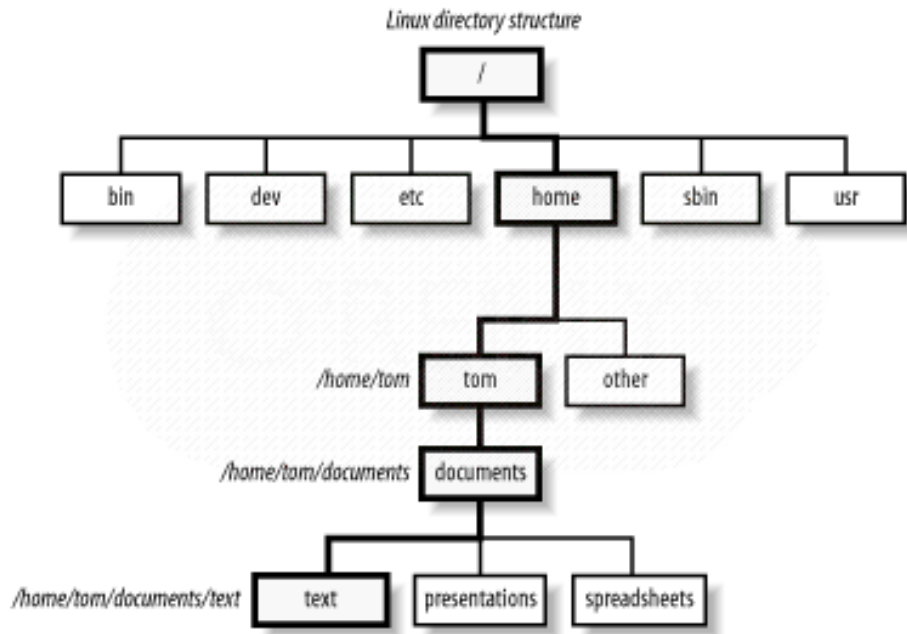 Linux directory structure
/
bin dev etc home sbin usr
/home/tom tom other
/home/tom/documents documents
/home/tom/documents/text text presentations spreadsheets